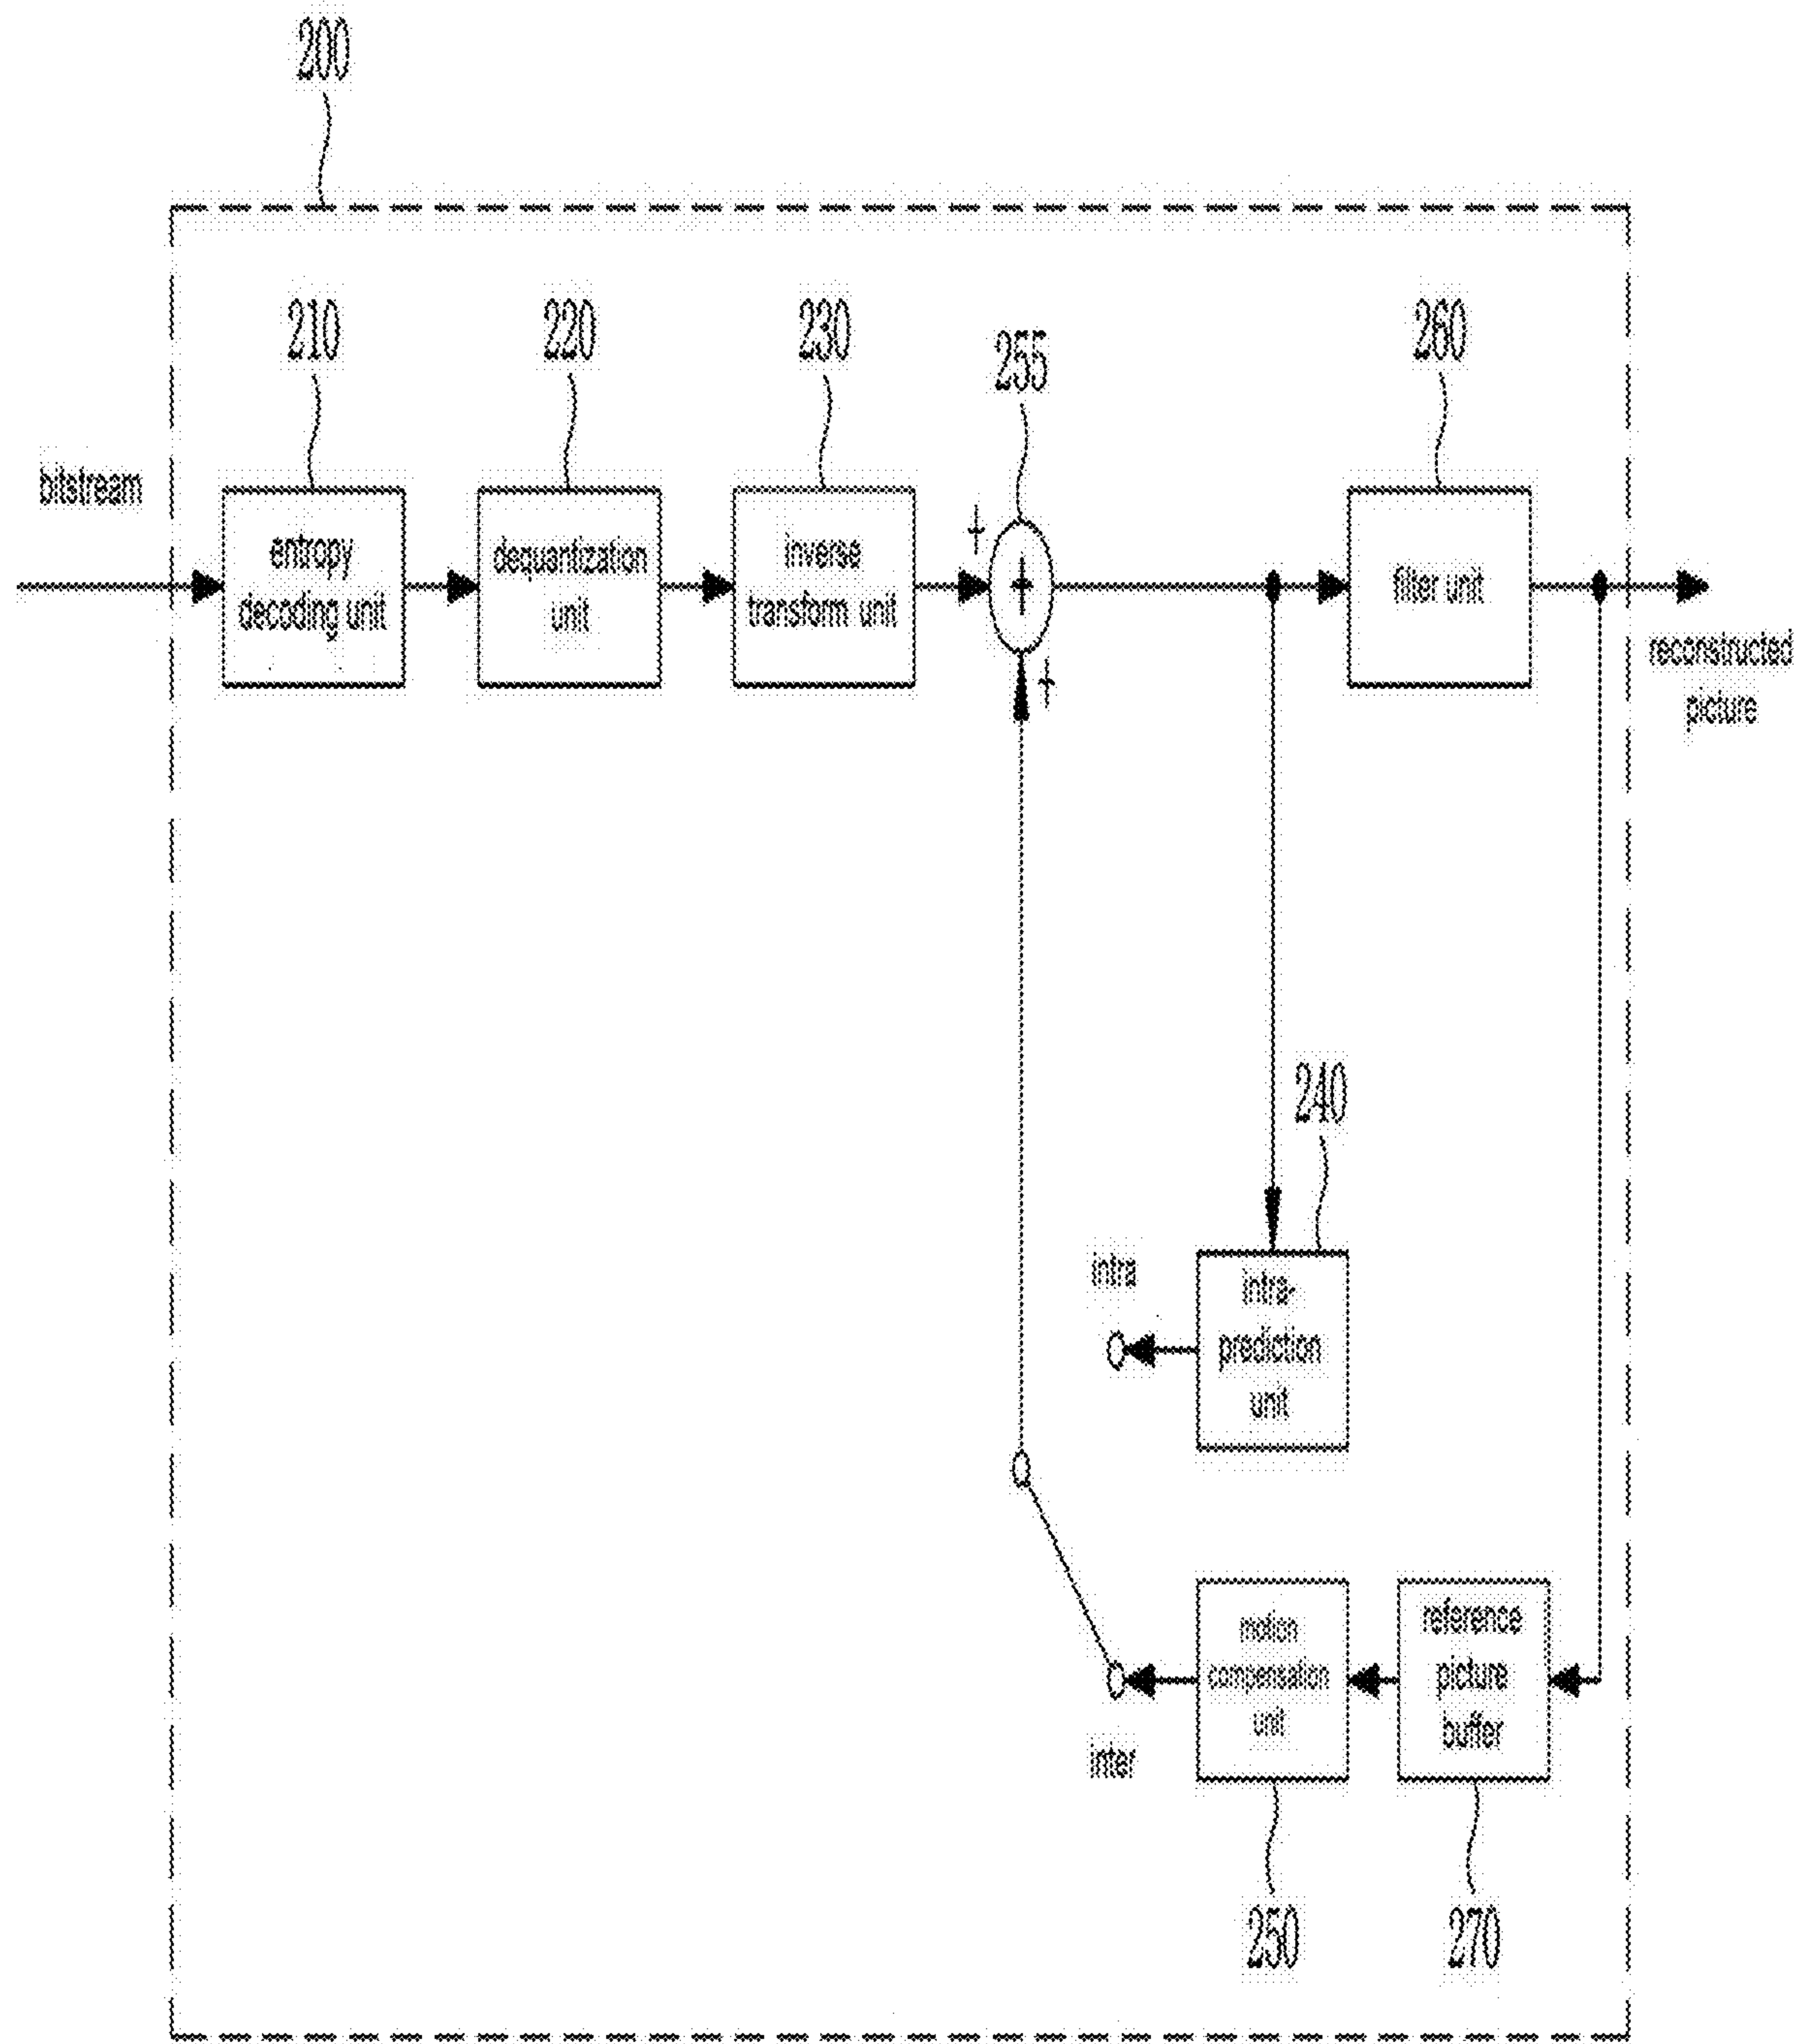 200
210
220
230
255
260
bitstream
entropy
decoding unit
dequantization
unit
inverse
transform unit
+
+
+
filter unit
reconstructed
picture
240
intra
intra-
prediction
unit
motion
compensation
unit
reference
picture
buffer
inter
250
270